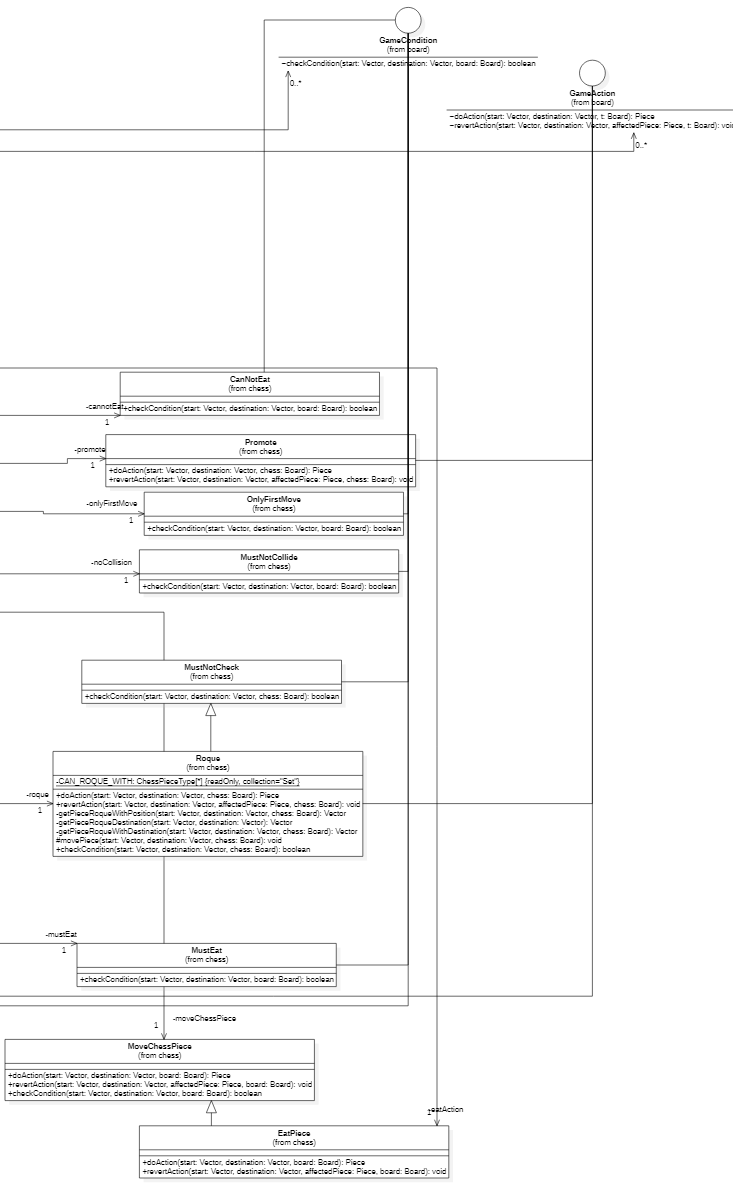 GameCondition
(from board)
~checkCondition(start: Vector, destination: Vector, board: Board): boolean
0..*
GameAction
(from board)
~doAction(start: Vector, destination: Vector, t: Board): Piece
~revertAction(start: Vector, destination: Vector, affectedPiece: Piece, t: Board): void
0..*
CanNotEat
(from chess)
-cannotEat
+checkCondition(start: Vector, destination: Vector, board: Board): boolean
1
Promote
(from chess)
-promote
1
+doAction(start: Vector, destination: Vector, chess: Board): Piece
+revertAction(start: Vector, destination: Vector, affectedPiece: Piece, chess: Board): void
OnlyFirstMove
(from chess)
-onlyFirstMove
1
+checkCondition(start: Vector, destination: Vector, board: Board): boolean
MustNotCollide
(from chess)
-noCollision
1
+checkCondition(start: Vector, destination: Vector, board: Board): boolean
MustNotCheck
(from chess)
+checkCondition(start: Vector, destination: Vector, chess: Board): boolean
Roque
(from chess)
-CAN_ROQUE_WITH: ChessPieceType[*] {readOnly, collection="Set"}
-roque
1
+doAction(start: Vector, destination: Vector, chess: Board): Piece
+revertAction(start: Vector, destination: Vector, affectedPiece: Piece, chess: Board): void
-getPieceRoqueWithPosition(start: Vector, destination: Vector, chess: Board): Vector
-getPieceRoqueDestination(start: Vector, destination: Vector): Vector
-getPieceRoqueWithDestination(start: Vector, destination: Vector, chess: Board): Vector
#movePiece(start: Vector, destination: Vector, chess: Board): void
+checkCondition(start: Vector, destination: Vector, chess: Board): boolean
-mustEat
1
MustEat
(from chess)
+checkCondition(start: Vector, destination: Vector, board: Board): boolean
-moveChessPiece
1
MoveChessPiece
(from chess)
+doAction(start: Vector, destination: Vector, board: Board): Piece
+revertAction(start: Vector, destination: Vector, affectedPiece: Piece, board: Board): void
+checkCondition(start: Vector, destination: Vector, board: Board): boolean
-eatAction
1
EatPiece
(from chess)
+doAction(start: Vector, destination: Vector, board: Board): Piece
+revertAction(start: Vector, destination: Vector, affectedPiece: Piece, board: Board): void